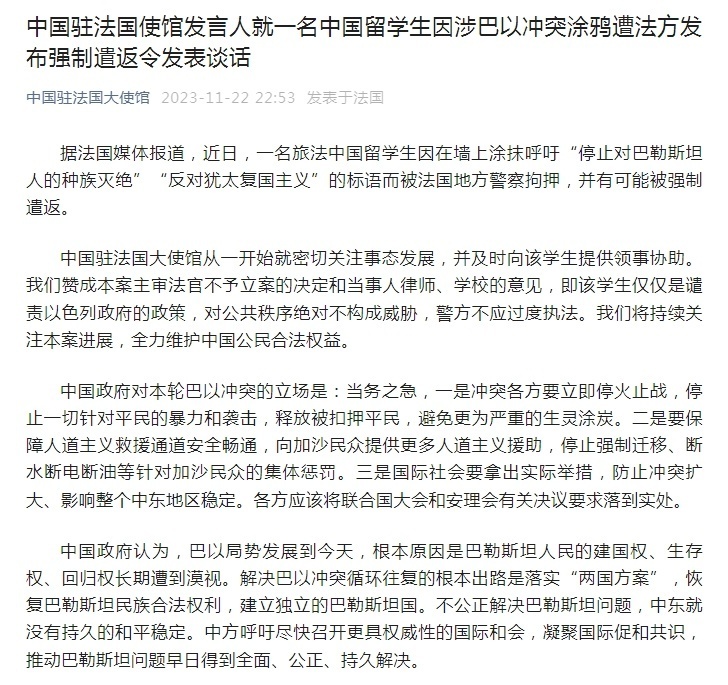 中国驻法国使馆发言人就一名中国留学生因涉巴以冲突涂鸦遭法方发
布强制遣返令发表谈话
中国驻法国大使馆 2023-11-22 22:53 发表于法国
据法国媒体报道，近日，一名旅法中国留学生因在墙上涂抹呼吁“停止对巴勒斯坦
人的种族灭绝”“反对犹太复国主义”的标语而被法国地方警察拘押，并有可能被强制
遣返。
中国驻法国大使馆从一开始就密切关注事态发展，并及时向该学生提供领事协助。
我们赞成本案主审法官不予立案的决定和当事人律师、学校的意见，即该学生仅仅是谴
责以色列政府的政策，对公共秩序绝对不构成威胁，警方不应过度执法。我们将持续关
注本案进展，全力维护中国公民合法权益。
中国政府对本轮巴以冲突的立场是：当务之急，一是冲突各方要立即停火止战，停
止一切针对平民的暴力和袭击，释放被扣押平民，避免更为严重的生灵涂炭。二是要保
障人道主义救援通道安全畅通，向加沙民众提供更多人道主义援助，停止强制迁移、断
水断电断油等针对加沙民众的集体惩罚。三是国际社会要拿出实际举措，防止冲突扩
大、影响整个中东地区稳定。各方应该将联合国大会和安理会有关决议要求落到实处。
中国政府认为，巴以局势发展到今天，根本原因是巴勒斯坦人民的建国权、生存
权、回归权长期遭到漠视。解决巴以冲突循环往复的根本出路是落实“两国方案”，恢
复巴勒斯坦民族合法权利，建立独立的巴勒斯坦国。不公正解决巴勒斯坦问题，中东就
没有持久的和平稳定。中方呼吁尽快召开更具权威性的国际和会，凝聚国际促和共识，
推动巴勒斯坦问题早日得到全面、公正、持久解决。